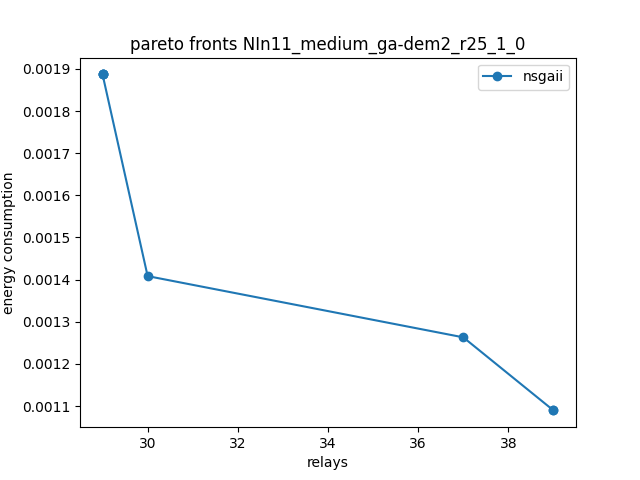 pareto fronts NIn11_medium_ga-dem2_r25_1_0
nsgaii
0.0019
0.0018
0.0017
0.0016
0.0015
0.0014
0.0013
0.0012
0.0011
energy consumption
30 32 34 36 38
relays